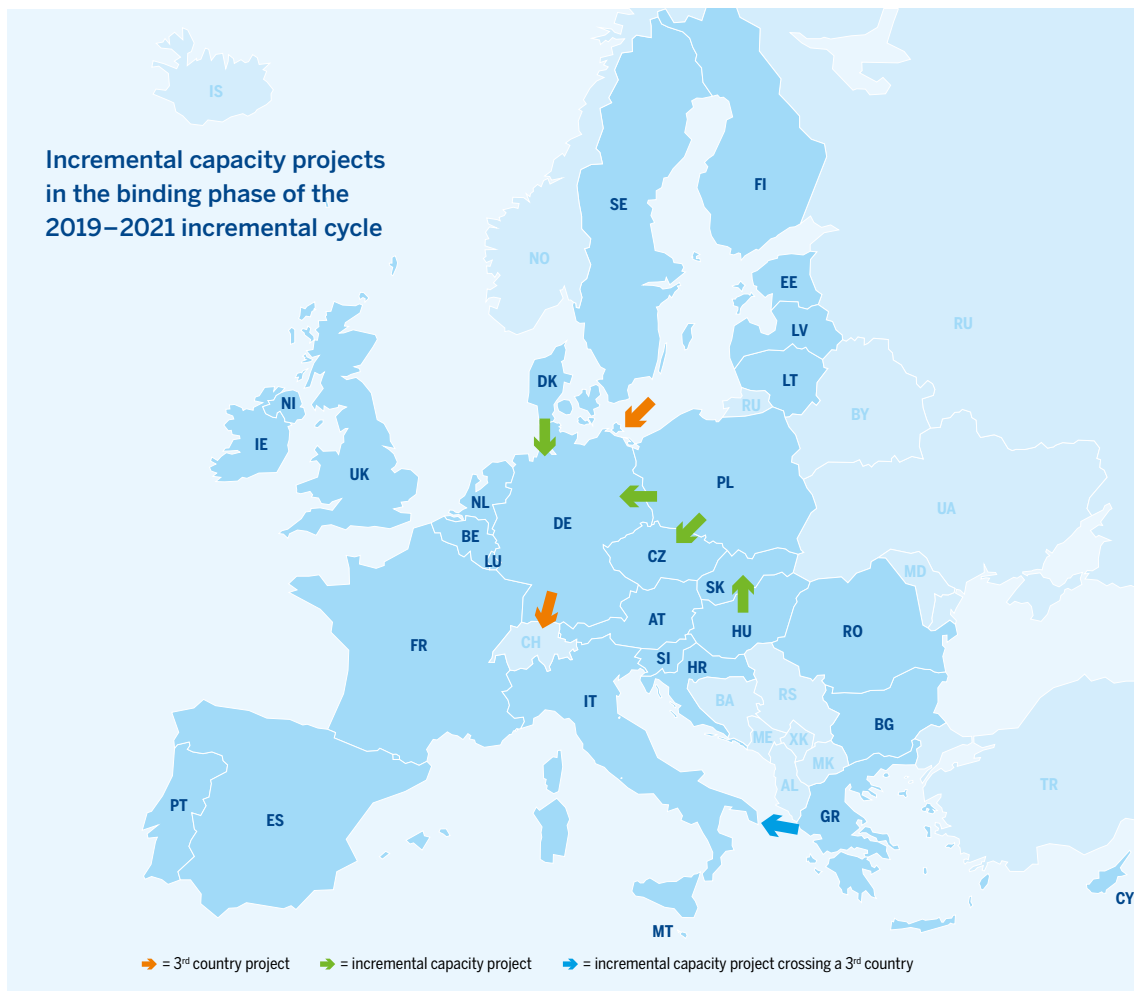 IS
Incremental capacity projects
in the binding phase of the
2019–2021 incremental cycle
FI
SE
NO
EE
RU
LV
LT
DK
RU
NI
BY
IE
UK
PL
NL
UA
DE
BE
CZ
LU
MD
SK
AT
HU
RO
FR
CH
SI
HR
RS
IT
BA
BG
ME
XK
MK
AL
TR
PT
ES
GR
CY
MT
= 3rd country project
= incremental capacity project
= incremental capacity project crossing a 3rd country